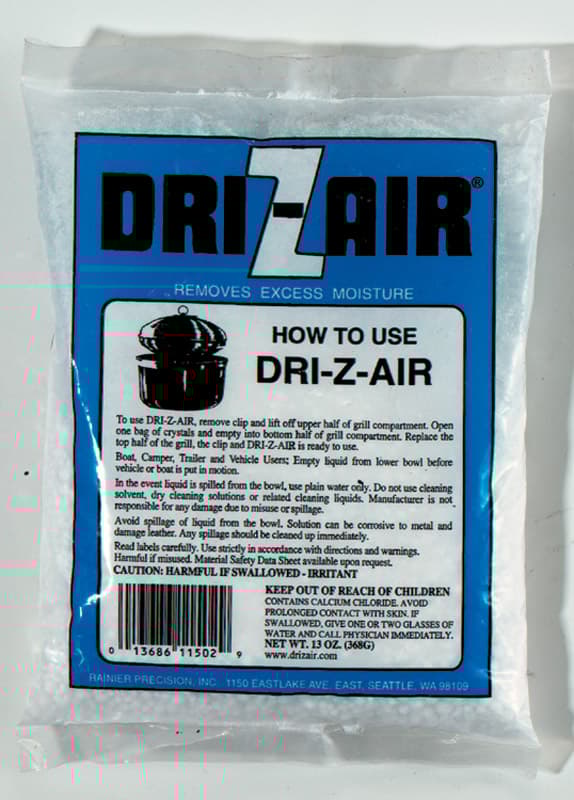 DRI-Z-AIR®
REMOVES EXCESS MOISTURE
HOW TO USE
DRI-Z-AIR
To use DRI-Z-AIR, remove clip and lift off upper half of grill compartment. Open
one bag of crystals and empty into bottom half of grill compartment. Replace the
top half of the grill, the clip and DRI-Z-AIR is ready to use.
Boat, Camper, Trailer and Vehicle Users; Empty liquid from lower bowl before
vehicle or boat is put in motion.
In the event liquid is spilled from the bowl, use plain water only. Do not use cleaning
solvent, dry cleaning solutions or related cleaning liquids. Manufacturer is not
responsible for any damage due to misuse or spillage.
Avoid spillage of liquid from the bowl. Solution can be corrosive to metal and
damage leather. Any spillage should be cleaned up immediately.
Read labels carefully. Use strictly in accordance with directions and warnings.
Harmful if misused. Material Safety Data Sheet available upon request.
CAUTION: HARMFUL IF SWALLOWED - IRRITANT
KEEP OUT OF REACH OF CHILDREN
CONTAINS CALCIUM CHLORIDE. AVOID
PROLONGED CONTACT WITH SKIN. IF
SWALLOWED, GIVE ONE OR TWO GLASSES OF
WATER AND CALL PHYSICIAN IMMEDIATELY.
NET WT. 13 OZ. (368G)
www.drizair.com
0 13686 11502 9
RAINIER PRECISION, INC. 1150 EASTLAKE AVE. EAST, SEATTLE, WA 98109